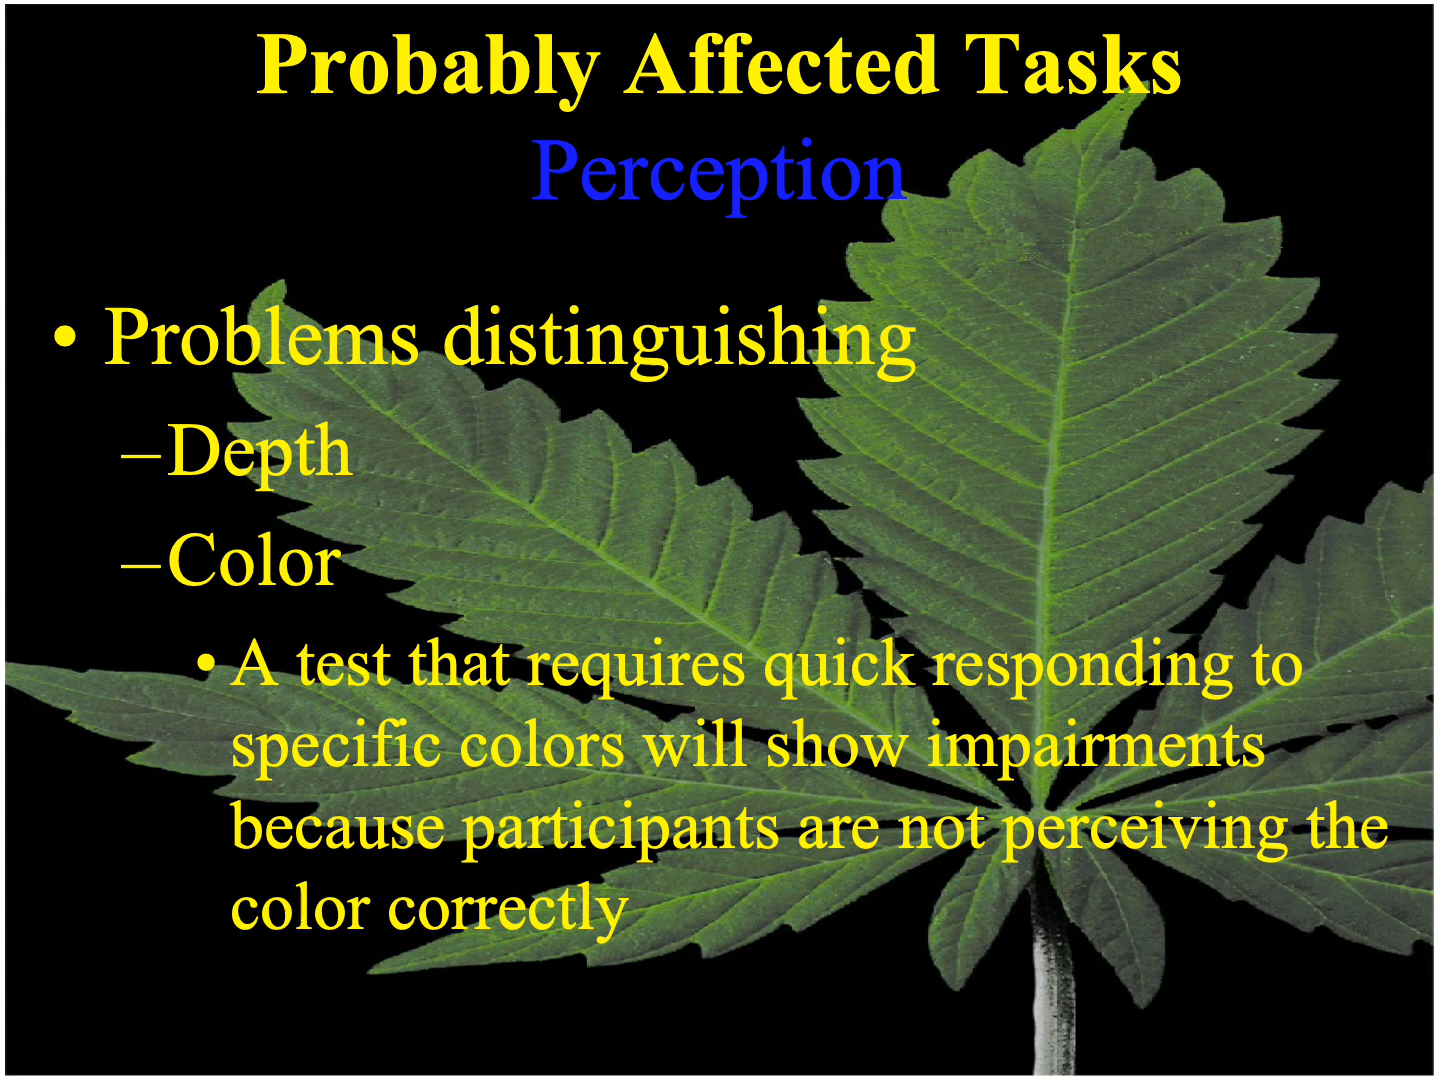 Probably Affected Tasks
Perception
• Problems distinguishing
–Depth
–Color
• A test that requires quick responding to
specific colors will show impairments
because participants are not perceiving the
color correctly